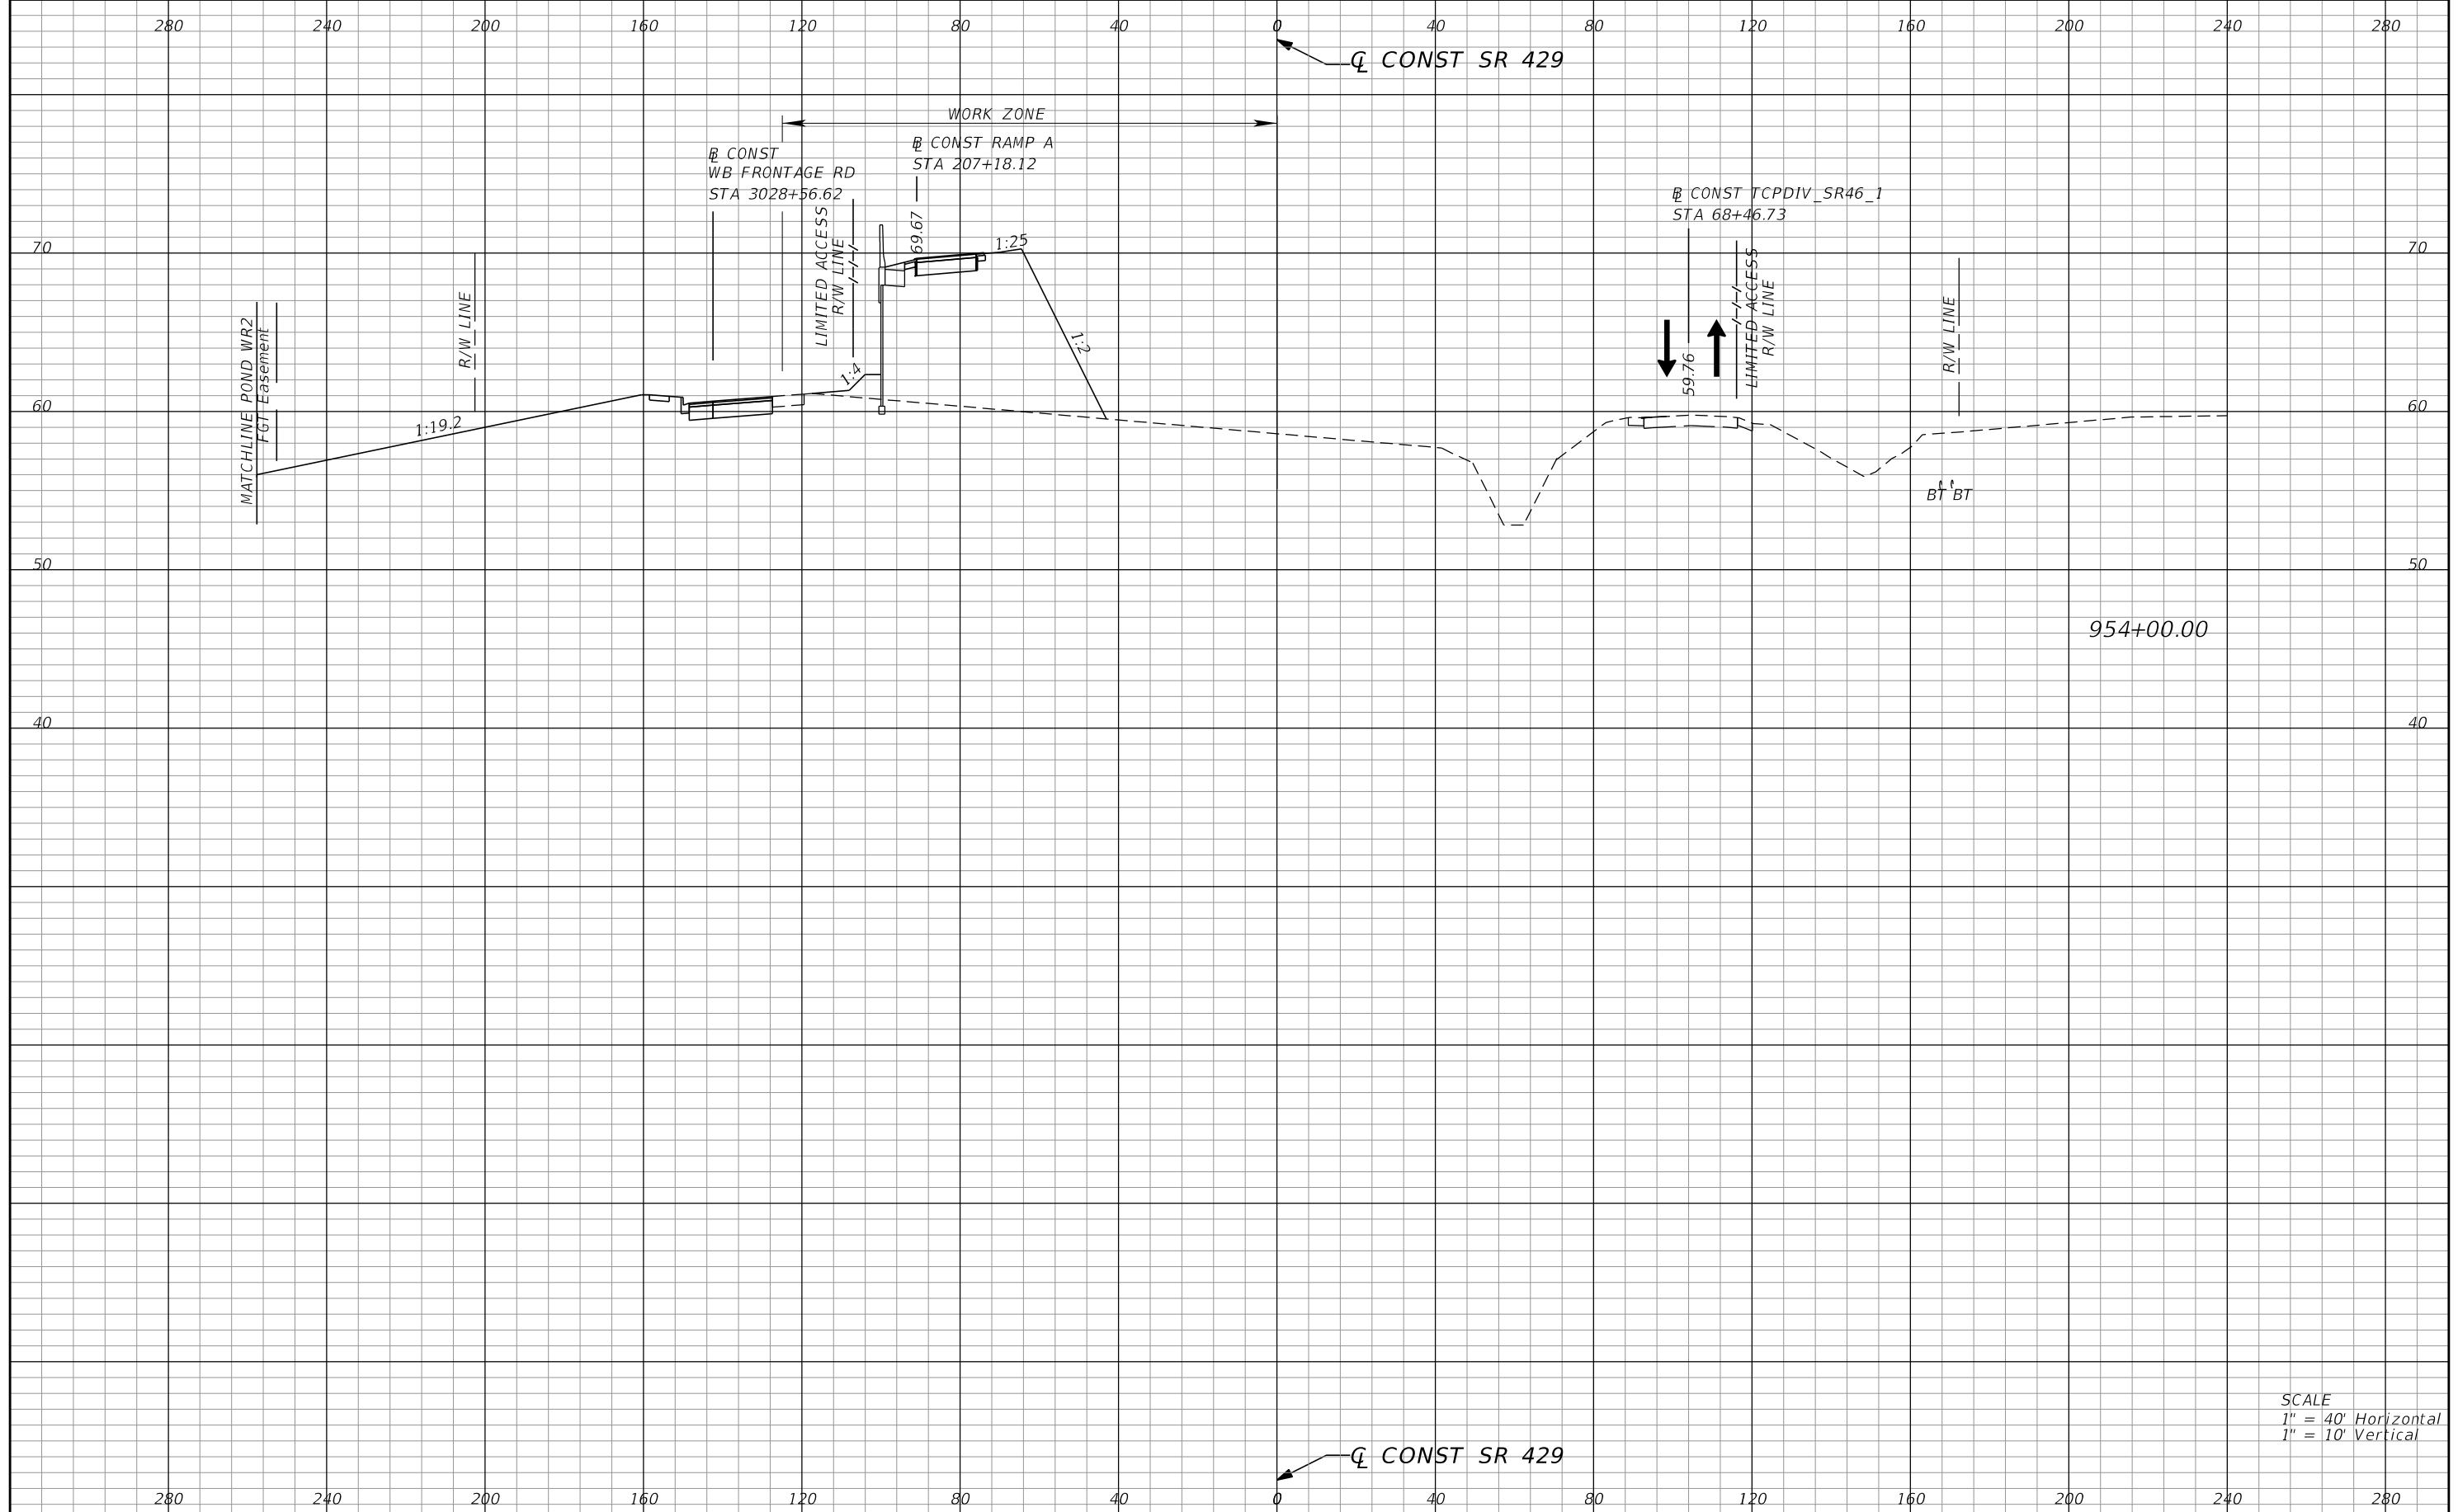 280 240 200 160 120 80 40 0 40 80 120 160 200 240 280
℄ CONST SR 429
WORK ZONE
BL CONST
WB FRONTAGE RD
STA 3028+56.62
BL CONST RAMP A
STA 207+18.12
BL CONST TCPDIV_SR46_1
STA 68+46.73
LIMITED ACCESS
R/W LINE
69.67
1:25
70 70
MATCHLINE POND WR2
FGT Easement
R/W LINE
1:19.2
1:4
1:2
59.76
LIMITED ACCESS
R/W LINE
R/W LINE
60 60
BT BT
50 50
954+00.00
40 40
SCALE
1" = 40' Horizontal
1" = 10' Vertical
℄ CONST SR 429
280 240 200 160 120 80 40 0 40 80 120 160 200 240 280